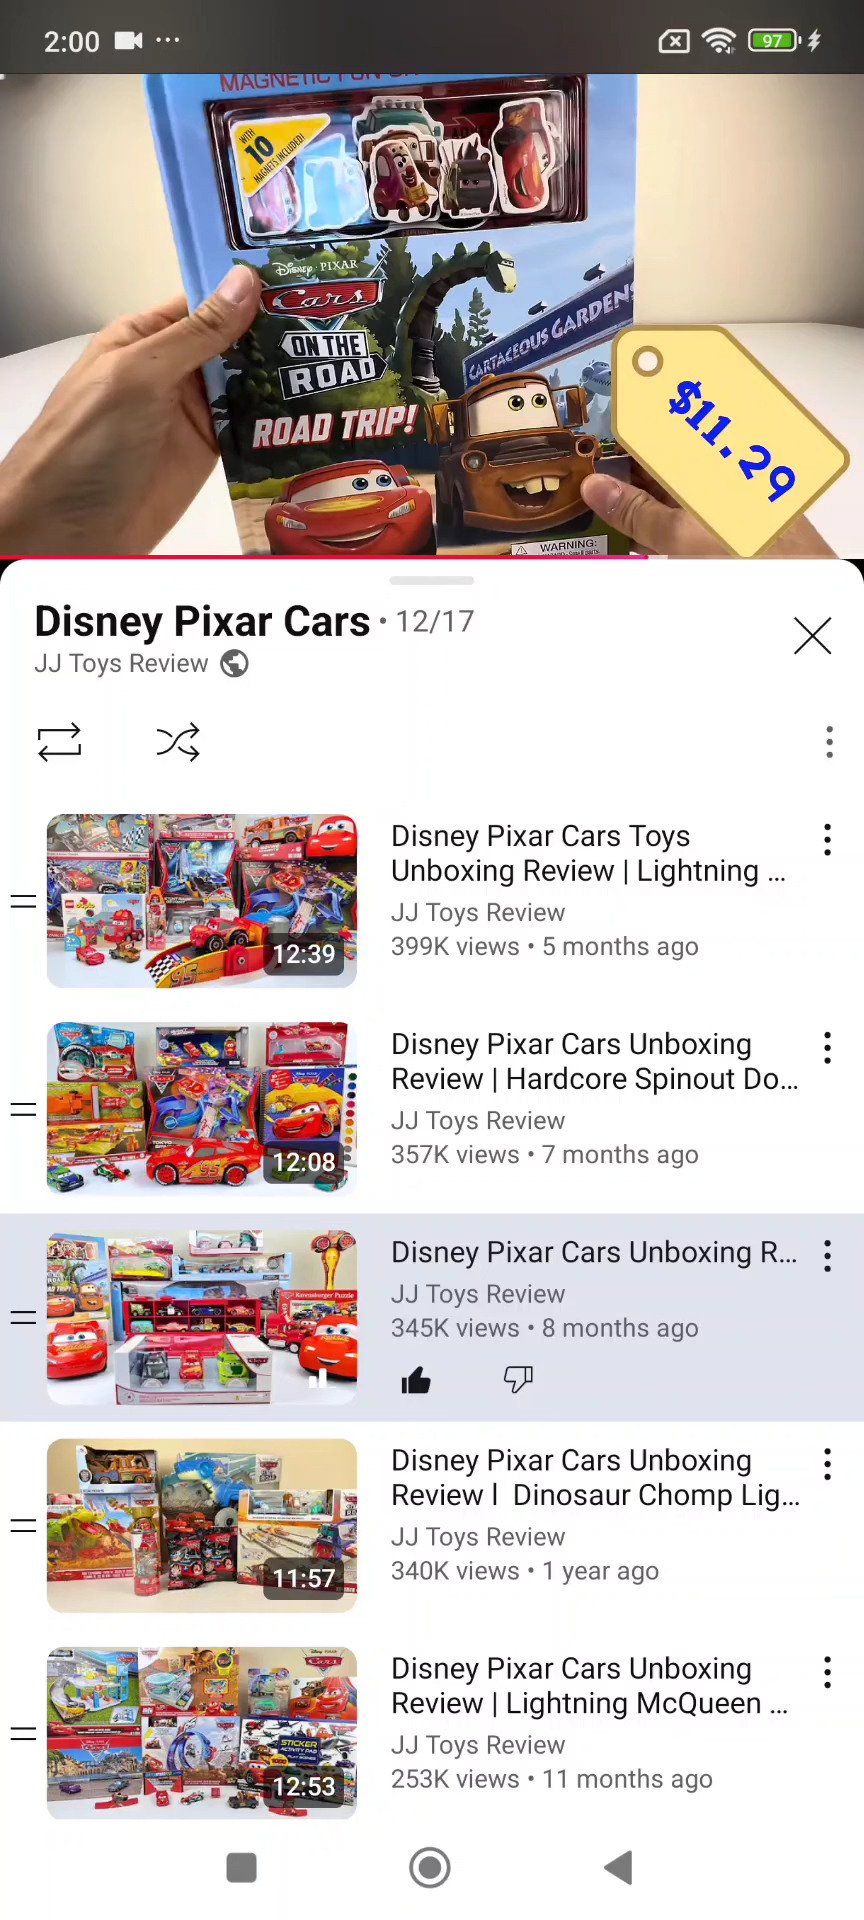 2:00
97
MAGNETIC FUN
WITH
10
MAGNETS INCLUDED!
Disney · PIXAR
Cars
ON THE
ROAD
ROAD TRIP!
CARTACEOUS GARDENS
$11.29
WARNING:
Disney Pixar Cars • 12/17
JJ Toys Review
Disney Pixar Cars Toys
Unboxing Review | Lightning ...
JJ Toys Review
399K views • 5 months ago
12:39
Disney Pixar Cars Unboxing
Review | Hardcore Spinout Do...
JJ Toys Review
357K views • 7 months ago
12:08
Disney Pixar Cars Unboxing R...
JJ Toys Review
345K views • 8 months ago
Disney Pixar Cars Unboxing
Review l Dinosaur Chomp Lig...
JJ Toys Review
340K views • 1 year ago
11:57
Disney Pixar Cars Unboxing
Review | Lightning McQueen ...
JJ Toys Review
253K views • 11 months ago
STICKER
12:53